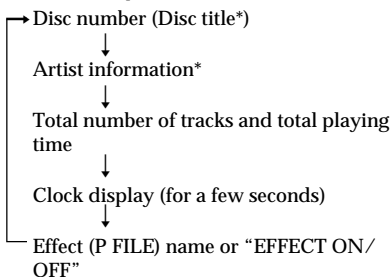 Disc number (Disc title*)
Artist information*
Total number of tracks and total playing
time
Clock display (for a few seconds)
Effect (P FILE) name or “EFFECT ON/
OFF”